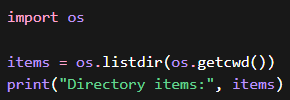 import os
items = os.listdir(os.getcwd())
print("Directory items:", items)